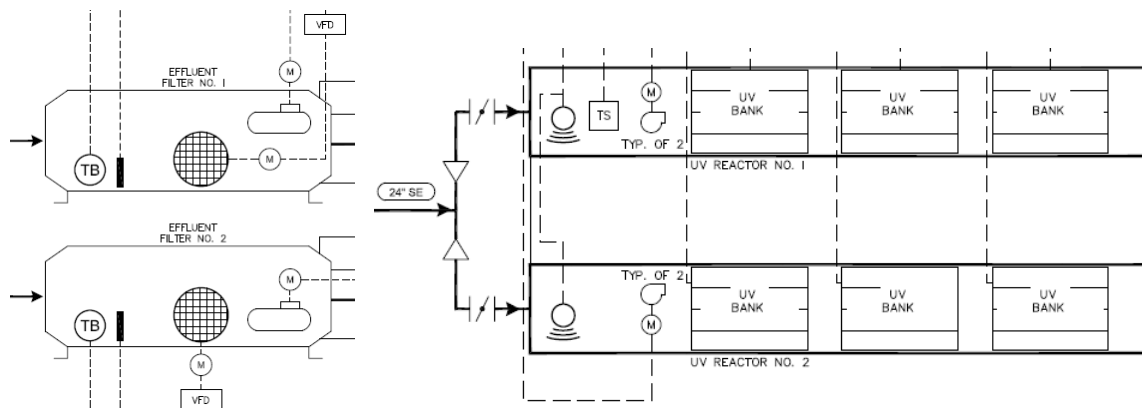 VFD
EFFLUENT
FILTER NO. 1
M
TB
M
EFFLUENT
FILTER NO. 2
M
TB
M
VFD
24" SE
M
TS
TYP. OF 2
UV
BANK
UV
BANK
UV
BANK
UV REACTOR NO. 1
TYP. OF 2
M
UV
BANK
UV
BANK
UV
BANK
UV REACTOR NO. 2